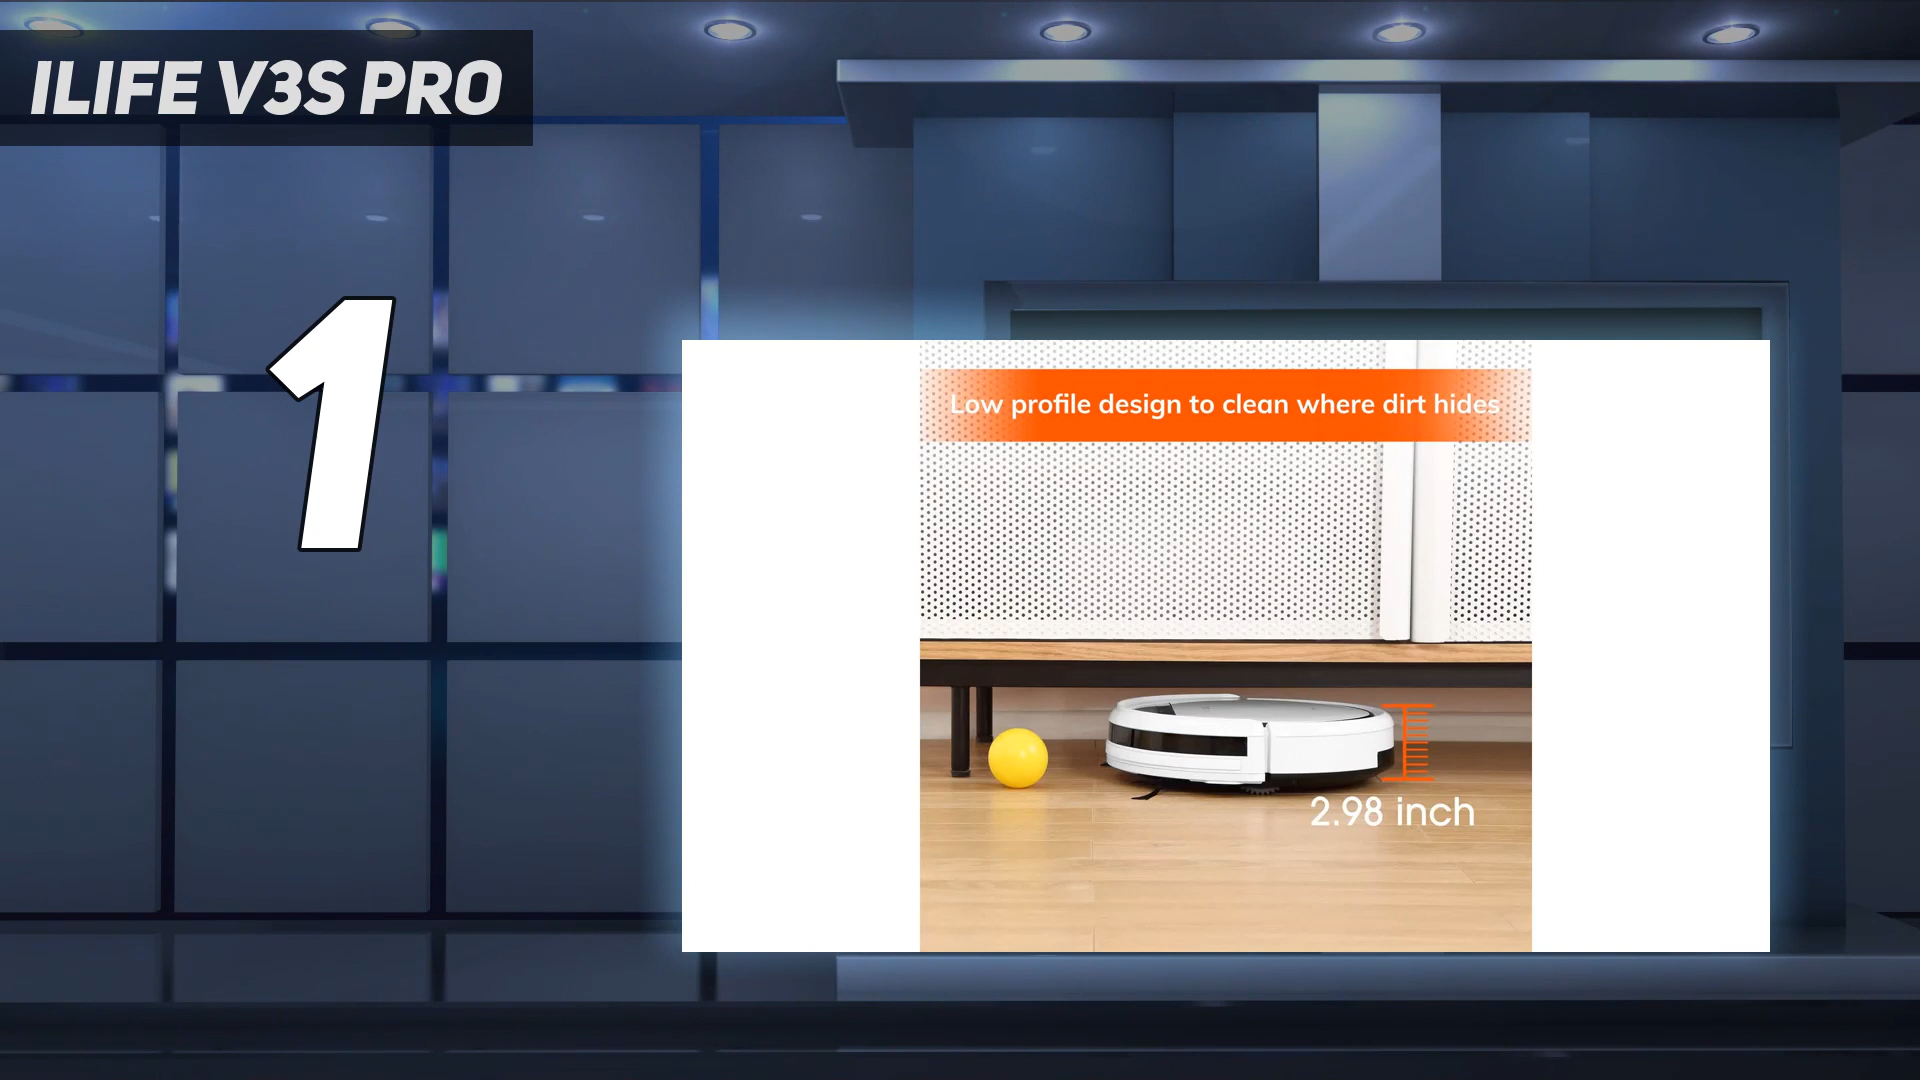 ILIFE V3S PRO
1
Low profile design to clean where dirt hides
2.98 inch